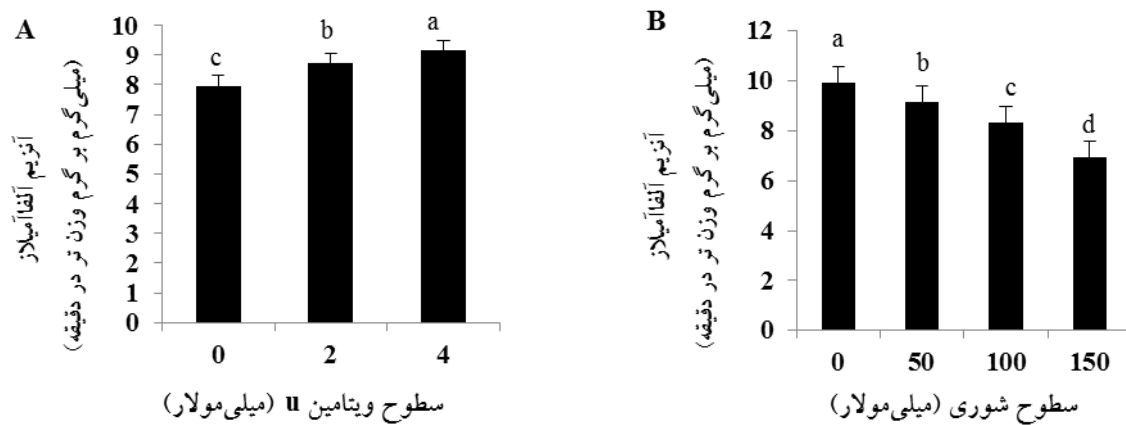 A
آنزیم آلفاآمیلاز
(میلی‌گرم بر گرم وزن تر در دقیقه)
10
9
8
7
6
5
4
3
2
1
0
c
b
a
0 2 4
سطوح ویتامین u (میلی‌مولار)
B
آنزیم آلفاآمیلاز
(میلی‌گرم بر گرم وزن تر در دقیقه)
12
10
8
6
4
2
0
a
b
c
d
0 50 100 150
سطوح شوری (میلی‌مولار)